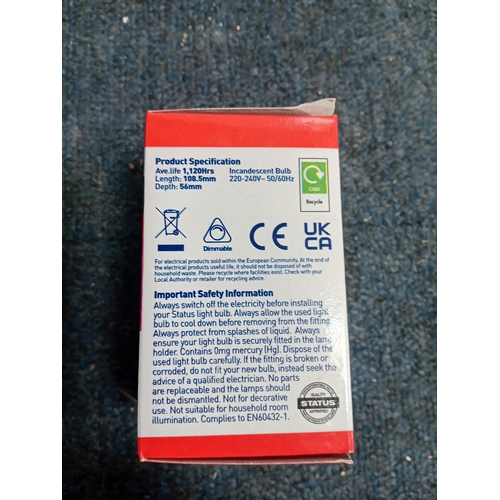 Product Specification
Ave.life 1,120Hrs
Length: 108.5mm
Depth: 56mm
Incandescent Bulb
220-240V~ 50/60Hz
CARD
Recycle
Dimmable
CE
UK
CA
For electrical products sold within the European Community. At the end of
the electrical products useful life, it should not be disposed of with
household waste. Please recycle where facilities exist. Check with your
Local Authority or retailer for recycling advice.
Important Safety Information
Always switch off the electricity before installing
your Status light bulb. Always allow the used light
bulb to cool down before removing from the fitting.
Always protect from splashes of liquid. Always
ensure your light bulb is securely fitted in the lamp
holder. Contains 0mg mercury [Hg]. Dispose of the
used light bulb carefully. If the fitting is broken or
corroded, do not fit your new bulb, instead seek the
advice of a qualified electrician. No parts
are replaceable and the lamps should
not be dismantled. Not for decorative
use. Not suitable for household room
illumination. Complies to EN60432-1.
QUALITY
STATUS
APPROVED